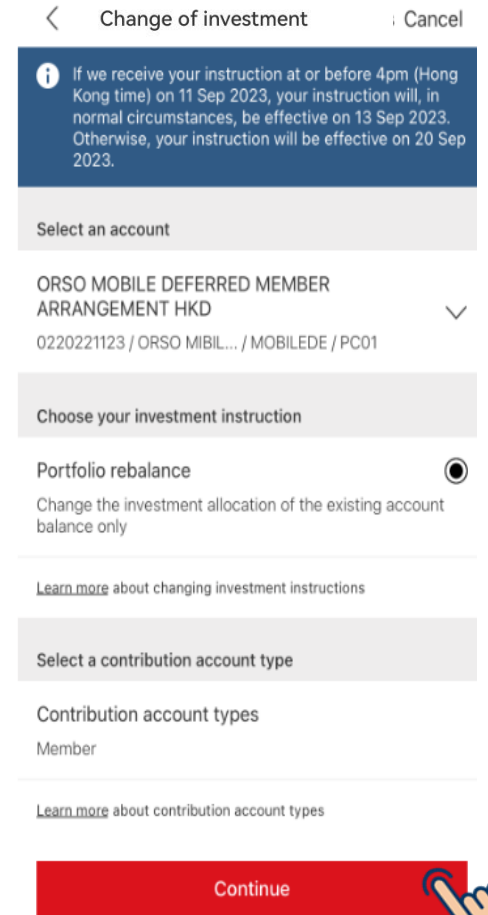 Change of investment
Cancel
If we receive your instruction at or before 4pm (Hong
Kong time) on 11 Sep 2023, your instruction will, in
normal circumstances, be effective on 13 Sep 2023.
Otherwise, your instruction will be effective on 20 Sep
2023.
Select an account
ORSO MOBILE DEFERRED MEMBER
ARRANGEMENT HKD
0220221123 / ORSO MIBIL... / MOBILEDE / PC01
Choose your investment instruction
Portfolio rebalance
Change the investment allocation of the existing account
balance only
Learn more about changing investment instructions
Select a contribution account type
Contribution account types
Member
Learn more about contribution account types
Continue